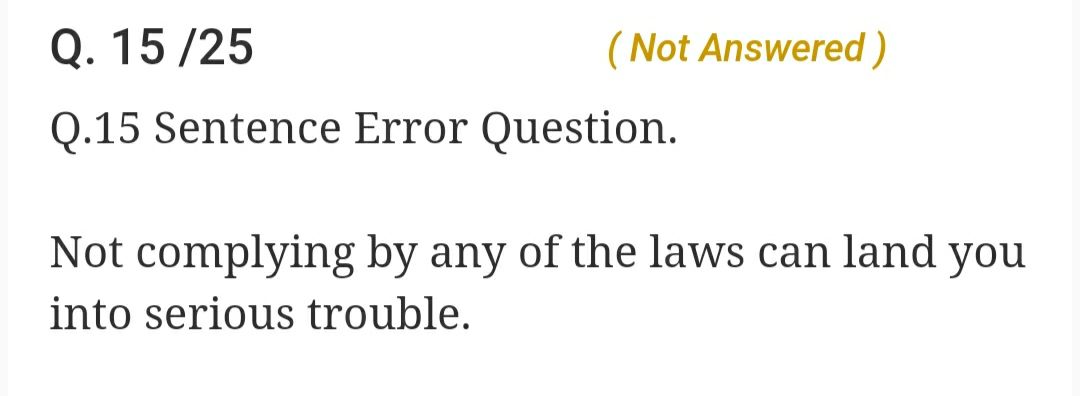 Q. 15 /25 ( Not Answered )
Q.15 Sentence Error Question.
Not complying by any of the laws can land you
into serious trouble.